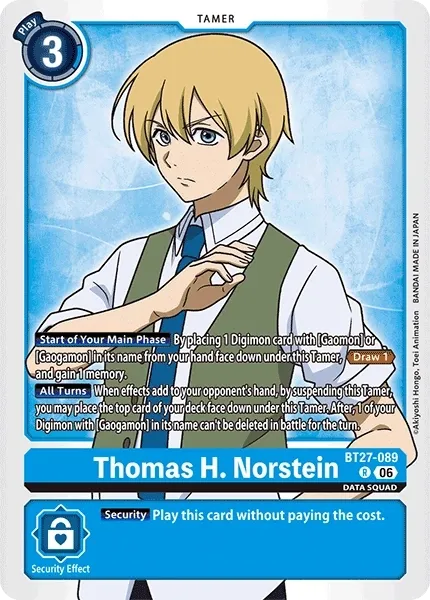 TAMER
Play
3
Start of Your Main Phase By placing 1 Digimon card with [Gaomon] or
[Gaogamon] in its name from your hand face down under this Tamer, Draw 1
and gain 1 memory.
All Turns When effects add to your opponent's hand, by suspending this Tamer,
you may place the top card of your deck face down under this Tamer. After, 1 of your
Digimon with [Gaogamon] in its name can't be deleted in battle for the turn.
©Akiyoshi Hongo, Toei Animation BANDAI MADE IN JAPAN
Thomas H. Norstein
BT27-089
R 06
DATA SQUAD
Security Play this card without paying the cost.
Security Effect